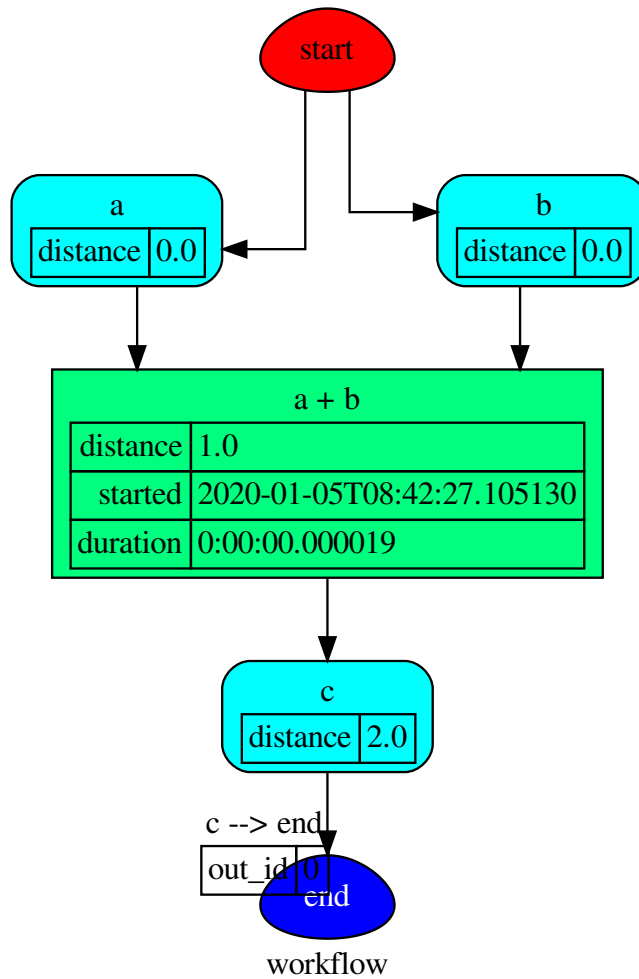 start
a
distance 0.0
b
distance 0.0
a + b
distance 1.0
started 2020-01-05T08:42:27.105130
duration 0:00:00.000019
c
distance 2.0
c --> end
out_id 0
end
workflow